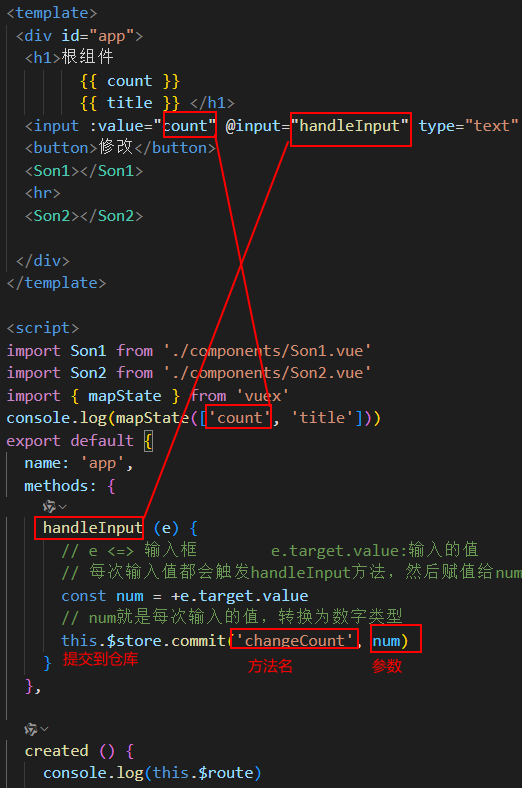 <template>
<div id="app">
<h1>根组件
{{ count }}
{{ title }} </h1>
<input :value="count" @input="handleInput" type="text"
<button>修改</button>
<Son1></Son1>
<hr>
<Son2></Son2>
</div>
</template>
<script>
import Son1 from './components/Son1.vue'
import Son2 from './components/Son2.vue'
import { mapState } from 'vuex'
console.log(mapState(['count', 'title']))
export default {
name: 'app',
methods: {
handleInput (e) {
// e <=> 输入框 e.target.value:输入的值
// 每次输入值都会触发handleInput方法，然后赋值给num
const num = +e.target.value
// num就是每次输入的值，转换为数字类型
this.$store.commit('changeCount', num)
} 提交到仓库 方法名 参数
},
created () {
console.log(this.$route)